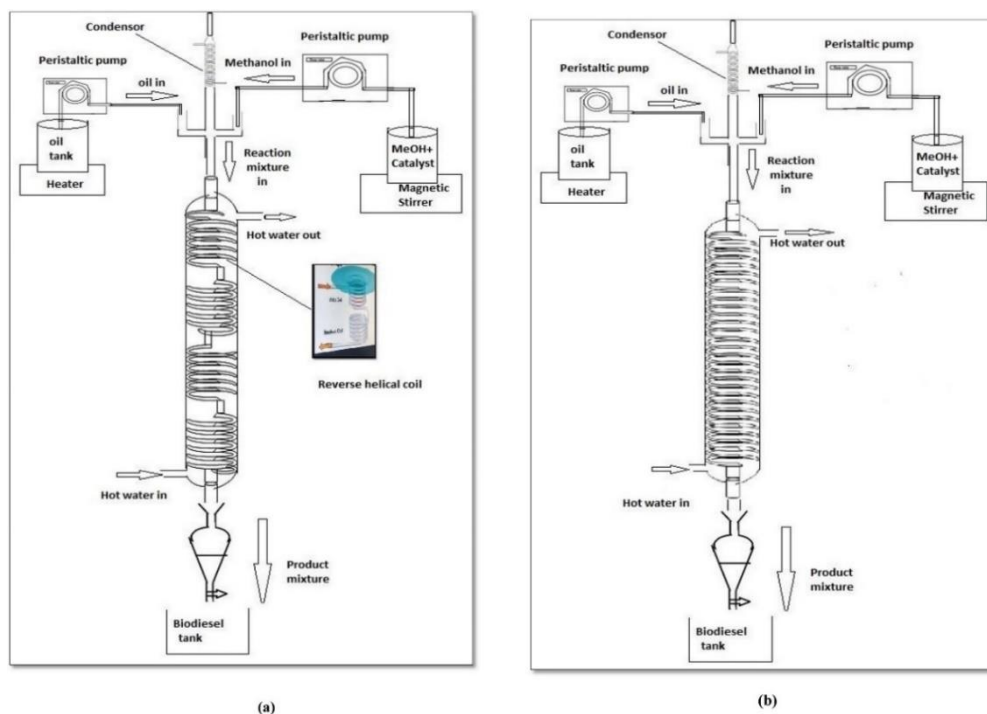 Condensor
Peristaltic pump
Peristaltic pump
Methanol in
oil in
oil
tank
Heater
MeOH+
Catalyst
Magnetic
Stirrer
Reaction
mixture
in
Hot water out
Reverse helical coil
Hot water in
Product
mixture
Biodiesel
tank
(a)
Condensor
Peristaltic pump
Peristaltic pump
Methanol in
oil in
oil
tank
Heater
MeOH+
Catalyst
Magnetic
Stirrer
Reaction
mixture
in
Hot water out
Hot water in
Product
mixture
Biodiesel
tank
(b)